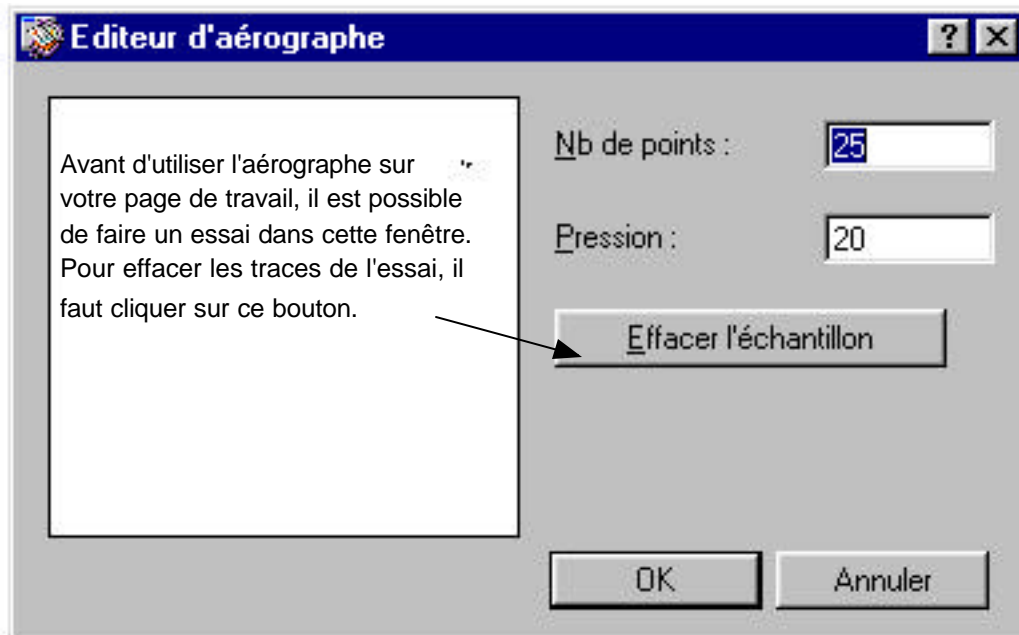 Editeur d'aérographe
Avant d'utiliser l'aérographe sur
votre page de travail, il est possible
de faire un essai dans cette fenêtre.
Pour effacer les traces de l'essai, il
faut cliquer sur ce bouton.
Nb de points :
25
Pression :
20
Effacer l'échantillon
OK
Annuler